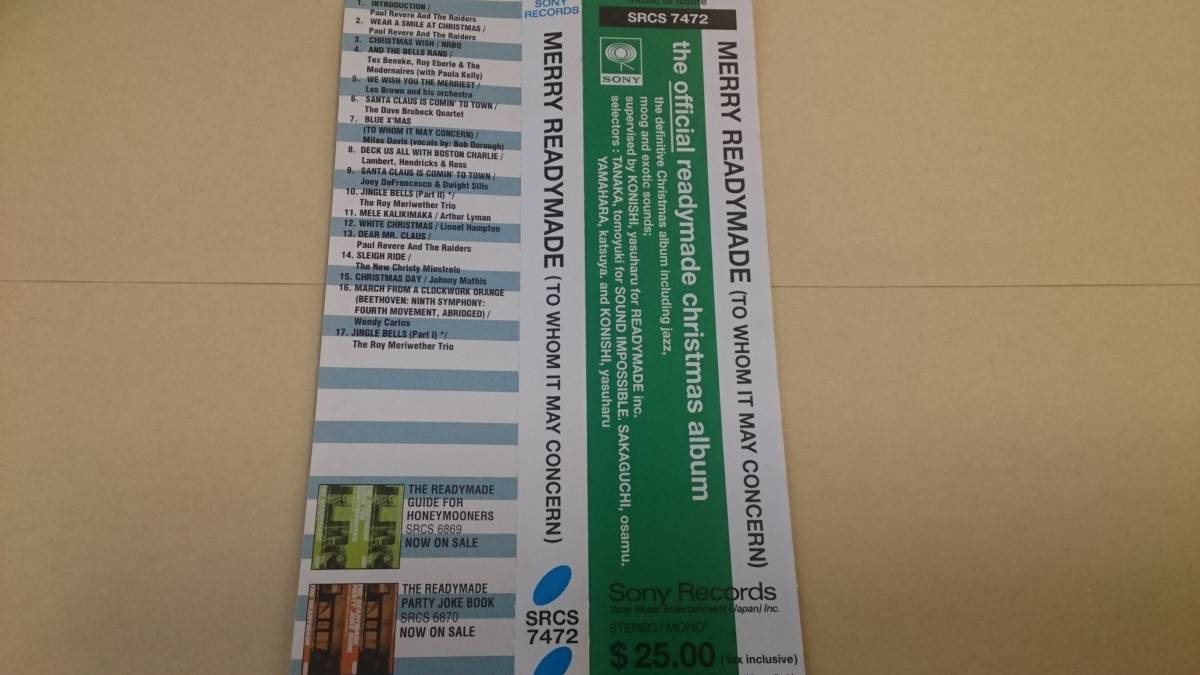 1. INTRODUCTION /
Paul Revere And The Raiders
2. WEAR A SMILE AT CHRISTMAS /
Paul Revere And The Raiders
3. CHRISTMAS WISH / NRBQ
4. AND THE BELLS RANG /
Tex Beneke, Roy Eberle & The
Modernaires (with Paula Kelly)
5. WE WISH YOU THE MERRIEST /
Les Brown and his orchestra
6. SANTA CLAUS IS COMIN' TO TOWN /
The Dave Brubeck Quartet
7. BLUE X'MAS
(TO WHOM IT MAY CONCERN) /
Miles Davis (vocals by: Bob Dorough)
8. DECK US ALL WITH BOSTON CHARLIE /
Lambert, Hendricks & Ross
9. SANTA CLAUS IS COMIN' TO TOWN /
Joey DeFrancesco & Dwight Sills
10. JINGLE BELLS (Part II) */
The Roy Meriwether Trio
11. MELE KALIKIMAKA / Arthur Lyman
12. WHITE CHRISTMAS / Lionel Hampton
13. DEAR MR. CLAUS /
Paul Revere And The Raiders
14. SLEIGH RIDE /
The New Christy Minstrels
15. CHRISTMAS DAY / Johnny Mathis
16. MARCH FROM A CLOCKWORK ORANGE
(BEETHOVEN: NINTH SYMPHONY:
FOURTH MOVEMENT, ABRIDGED) /
Wendy Carlos
17. JINGLE BELLS (Part I) */
The Roy Meriwether Trio
THE READYMADE
GUIDE FOR
HONEYMOONERS
SRCS 6869
NOW ON SALE
THE READYMADE
PARTY JOKE BOOK
SRCS 6870
NOW ON SALE
SONY
RECORDS
MERRY READYMADE (TO WHOM IT MAY CONCERN)
SRCS
7472
music of future
SRCS 7472
SONY
MERRY READYMADE (TO WHOM IT MAY CONCERN)
the official readymade christmas album
the definitive Christmas album including jazz,
moog and exotic sounds;
supervised by KONISHI, yasuharu for READYMADE inc.
selectors : TANAKA, tomoyuki for SOUND IMPOSSIBLE. SAKAGUCHI, osamu.
YAMAHARA, katsuya. and KONISHI, yasuharu
Sony Records
Sony Music Entertainment (Japan) Inc.
STEREO / MONO*
$25.00 (tax inclusive)